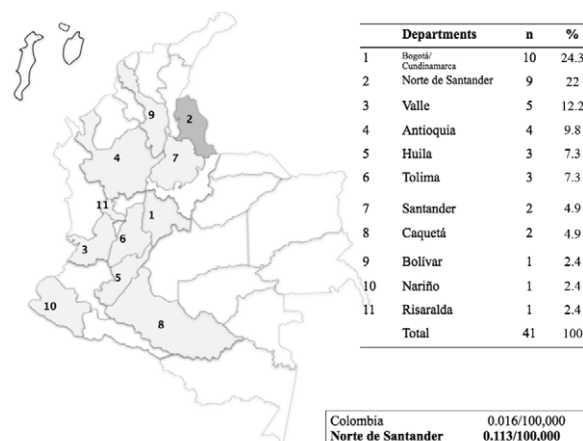 Departments n %
1 Bogotá/ Cundinamarca 10 24.3
2 Norte de Santander 9 22
3 Valle 5 12.2
4 Antioquia 4 9.8
5 Huila 3 7.3
6 Tolima 3 7.3
7 Santander 2 4.9
8 Caquetá 2 4.9
9 Bolívar 1 2.4
10 Nariño 1 2.4
11 Risaralda 1 2.4
Total 41 100
9
2
4
7
11
1
3
6
5
10
8
Colombia 0.016/100,000
Norte de Santander 0.113/100,000